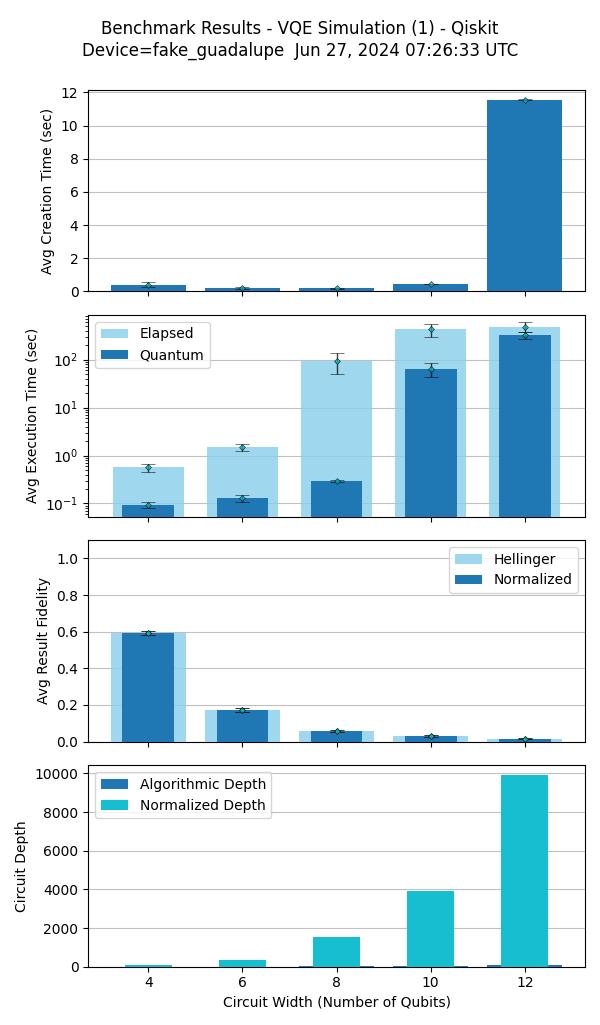 Benchmark Results - VQE Simulation (1) - Qiskit
Device=fake_guadalupe  Jun 27, 2024 07:26:33 UTC
Avg Creation Time (sec)
12
10
8
6
4
2
0
Avg Execution Time (sec)
10²
10¹
10⁰
10⁻¹
Elapsed
Quantum
Avg Result Fidelity
1.0
0.8
0.6
0.4
0.2
0.0
Hellinger
Normalized
Circuit Depth
10000
8000
6000
4000
2000
0
Algorithmic Depth
Normalized Depth
4 6 8 10 12
Circuit Width (Number of Qubits)